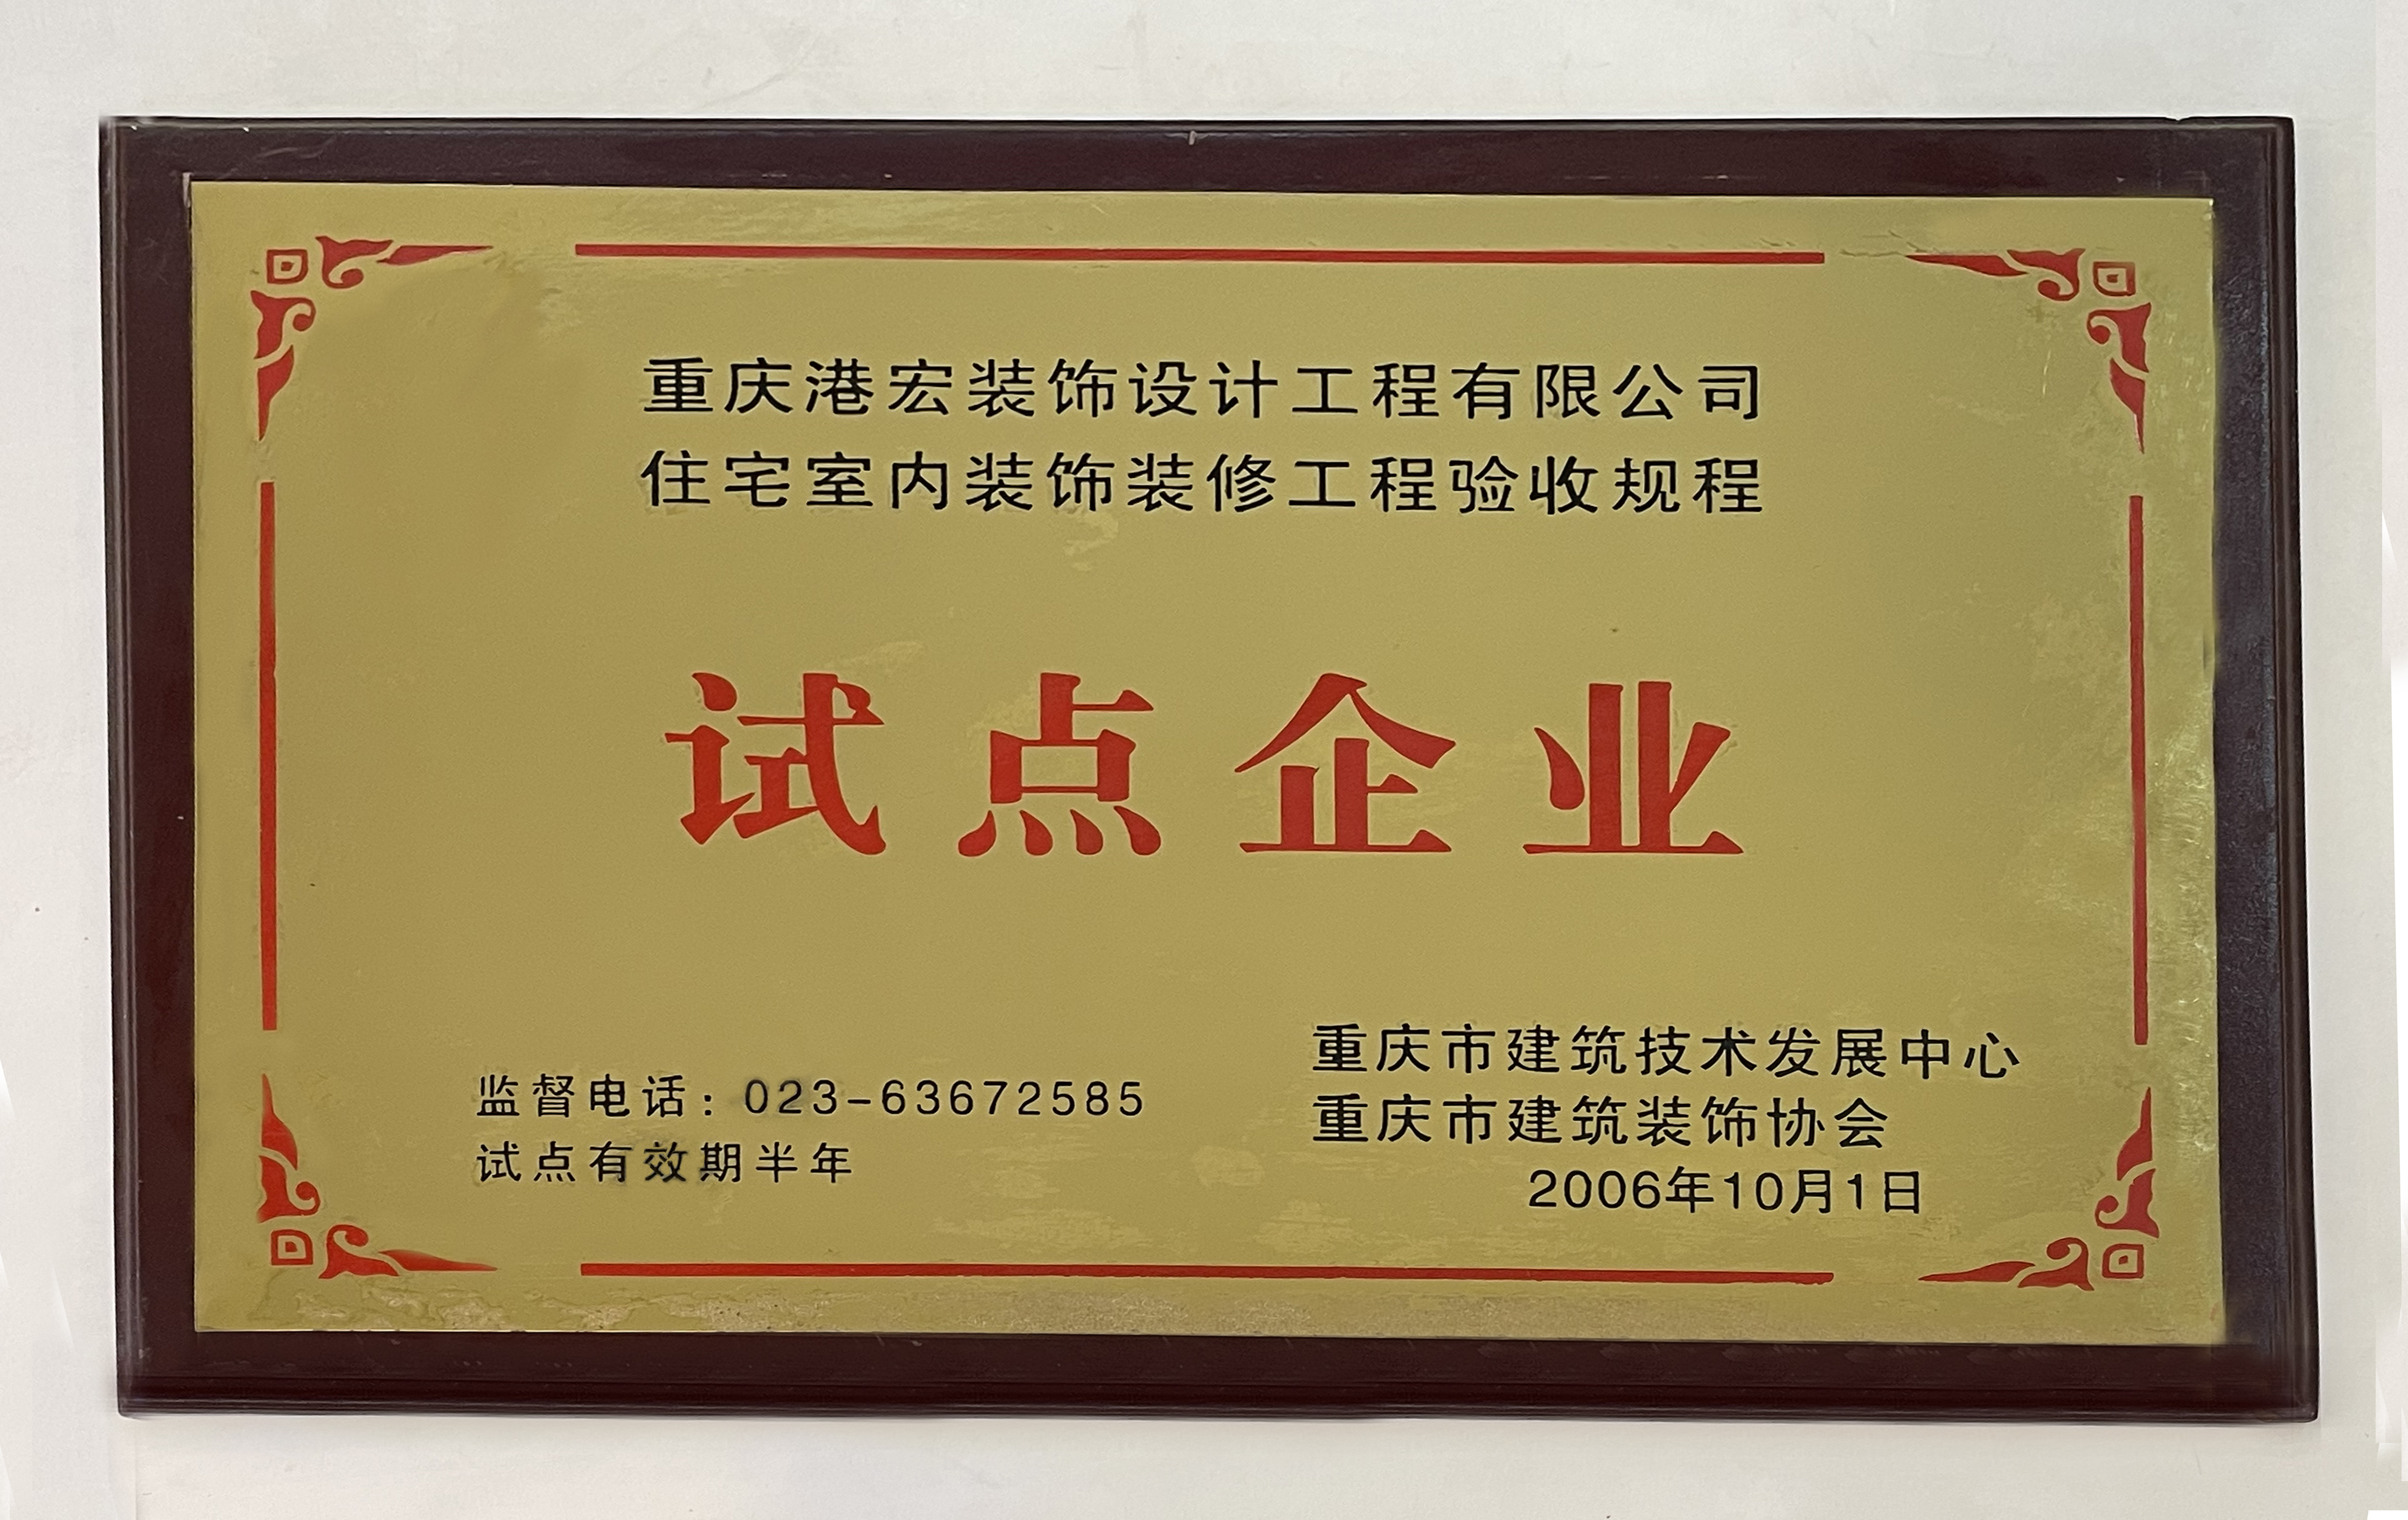 重庆港宏装饰设计工程有限公司
住宅室内装饰装修工程验收规程
试点企业
监督电话：023-63672585
试点有效期半年
重庆市建筑技术发展中心
重庆市建筑装饰协会
2006年10月1日